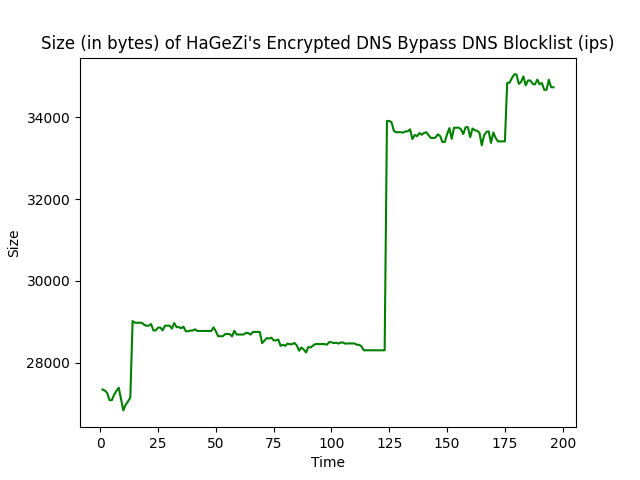 Size (in bytes) of HaGeZi's Encrypted DNS Bypass DNS Blocklist (ips)
34000
32000
30000
28000
Size
0 25 50 75 100 125 150 175 200
Time